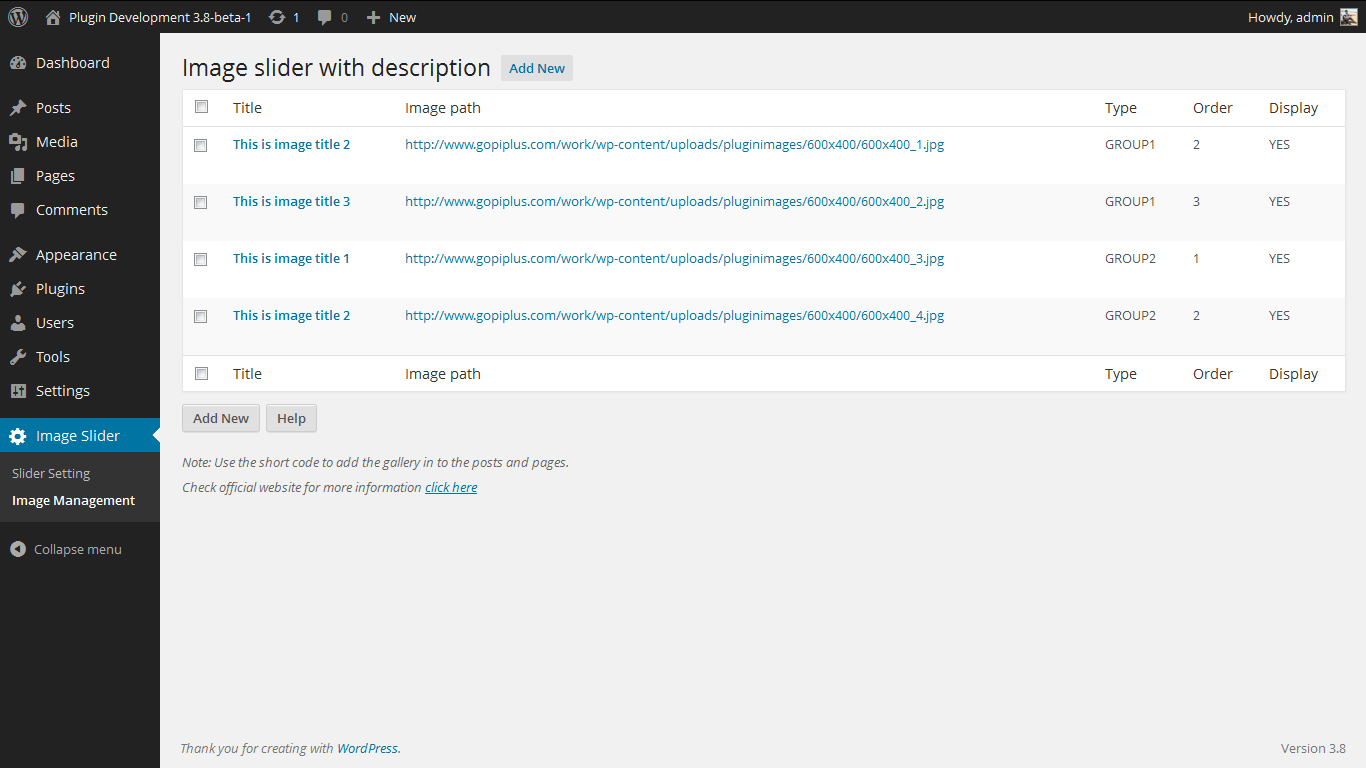 Plugin Development 3.8-beta-1 1 0 New Howdy, admin
Dashboard
Posts
Media
Pages
Comments
Appearance
Plugins
Users
Tools
Settings
Image Slider
Slider Setting
Image Management
Collapse menu
Image slider with description Add New
Title Image path Type Order Display
This is image title 2 http://www.gopiplus.com/work/wp-content/uploads/pluginimages/600x400/600x400_1.jpg GROUP1 2 YES
This is image title 3 http://www.gopiplus.com/work/wp-content/uploads/pluginimages/600x400/600x400_2.jpg GROUP1 3 YES
This is image title 1 http://www.gopiplus.com/work/wp-content/uploads/pluginimages/600x400/600x400_3.jpg GROUP2 1 YES
This is image title 2 http://www.gopiplus.com/work/wp-content/uploads/pluginimages/600x400/600x400_4.jpg GROUP2 2 YES
Title Image path Type Order Display
Add New Help
Note: Use the short code to add the gallery in to the posts and pages.
Check official website for more information click here
Thank you for creating with WordPress. Version 3.8